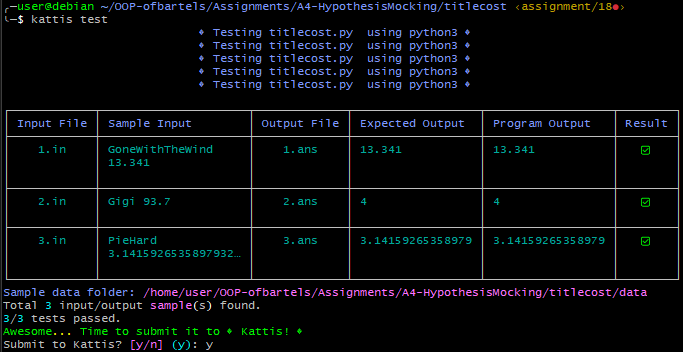 user@debian ~/OOP-ofbartels/Assignments/A4-HypothesisMocking/titlecost ‹assignment/18●›
$ kattis test
♦ Testing titlecost.py  using python3 ♦
♦ Testing titlecost.py  using python3 ♦
♦ Testing titlecost.py  using python3 ♦
♦ Testing titlecost.py  using python3 ♦
♦ Testing titlecost.py  using python3 ♦
Input File Sample Input Output File Expected Output Program Output Result
1.in GoneWithTheWind 1.ans 13.341 13.341 ☑
13.341
2.in Gigi 93.7 2.ans 4 4 ☑
3.in PieHard 3.ans 3.14159265358979 3.14159265358979 ☑
3.1415926535897932…
Sample data folder: /home/user/OOP-ofbartels/Assignments/A4-HypothesisMocking/titlecost/data
Total 3 input/output sample(s) found.
3/3 tests passed.
Awesome... Time to submit it to ♦ Kattis! ♦
Submit to Kattis? [y/n] (y): y